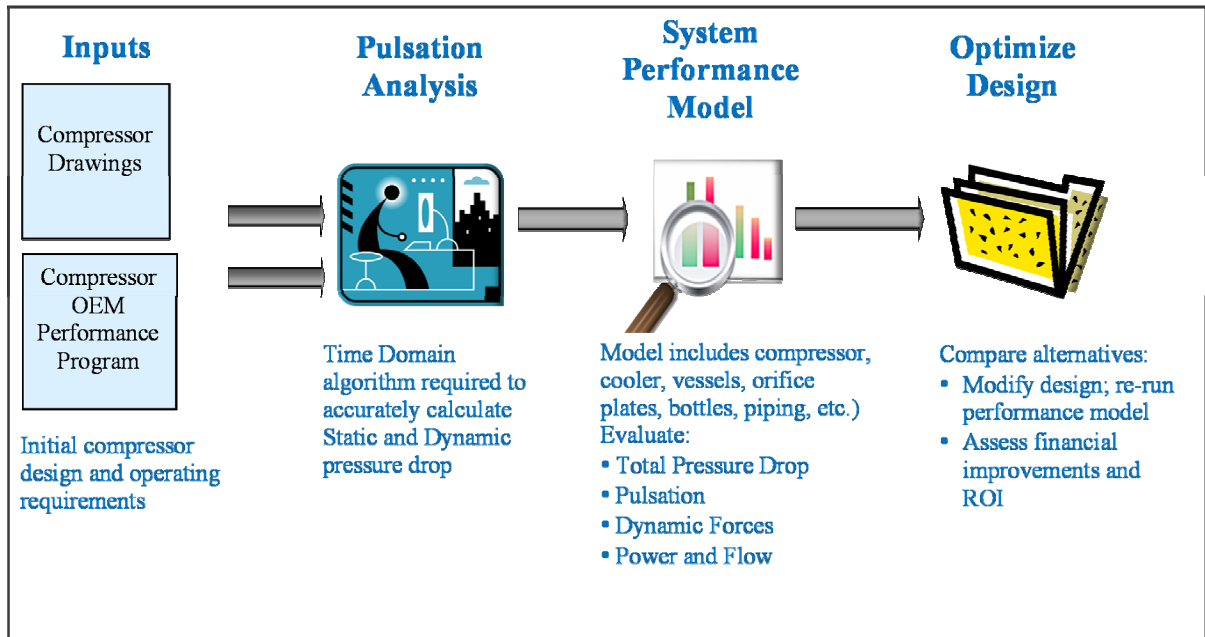 Inputs
Compressor
Drawings
Compressor
OEM
Performance
Program
Initial compressor
design and operating
requirements
Pulsation
Analysis
Time Domain
algorithm required to
accurately calculate
Static and Dynamic
pressure drop
System
Performance
Model
Model includes compressor,
cooler, vessels, orifice
plates, bottles, piping, etc.)
Evaluate:
▪ Total Pressure Drop
▪ Pulsation
▪ Dynamic Forces
▪ Power and Flow
Optimize
Design
Compare alternatives:
▪ Modify design; re-run
performance model
▪ Assess financial
improvements and
ROI